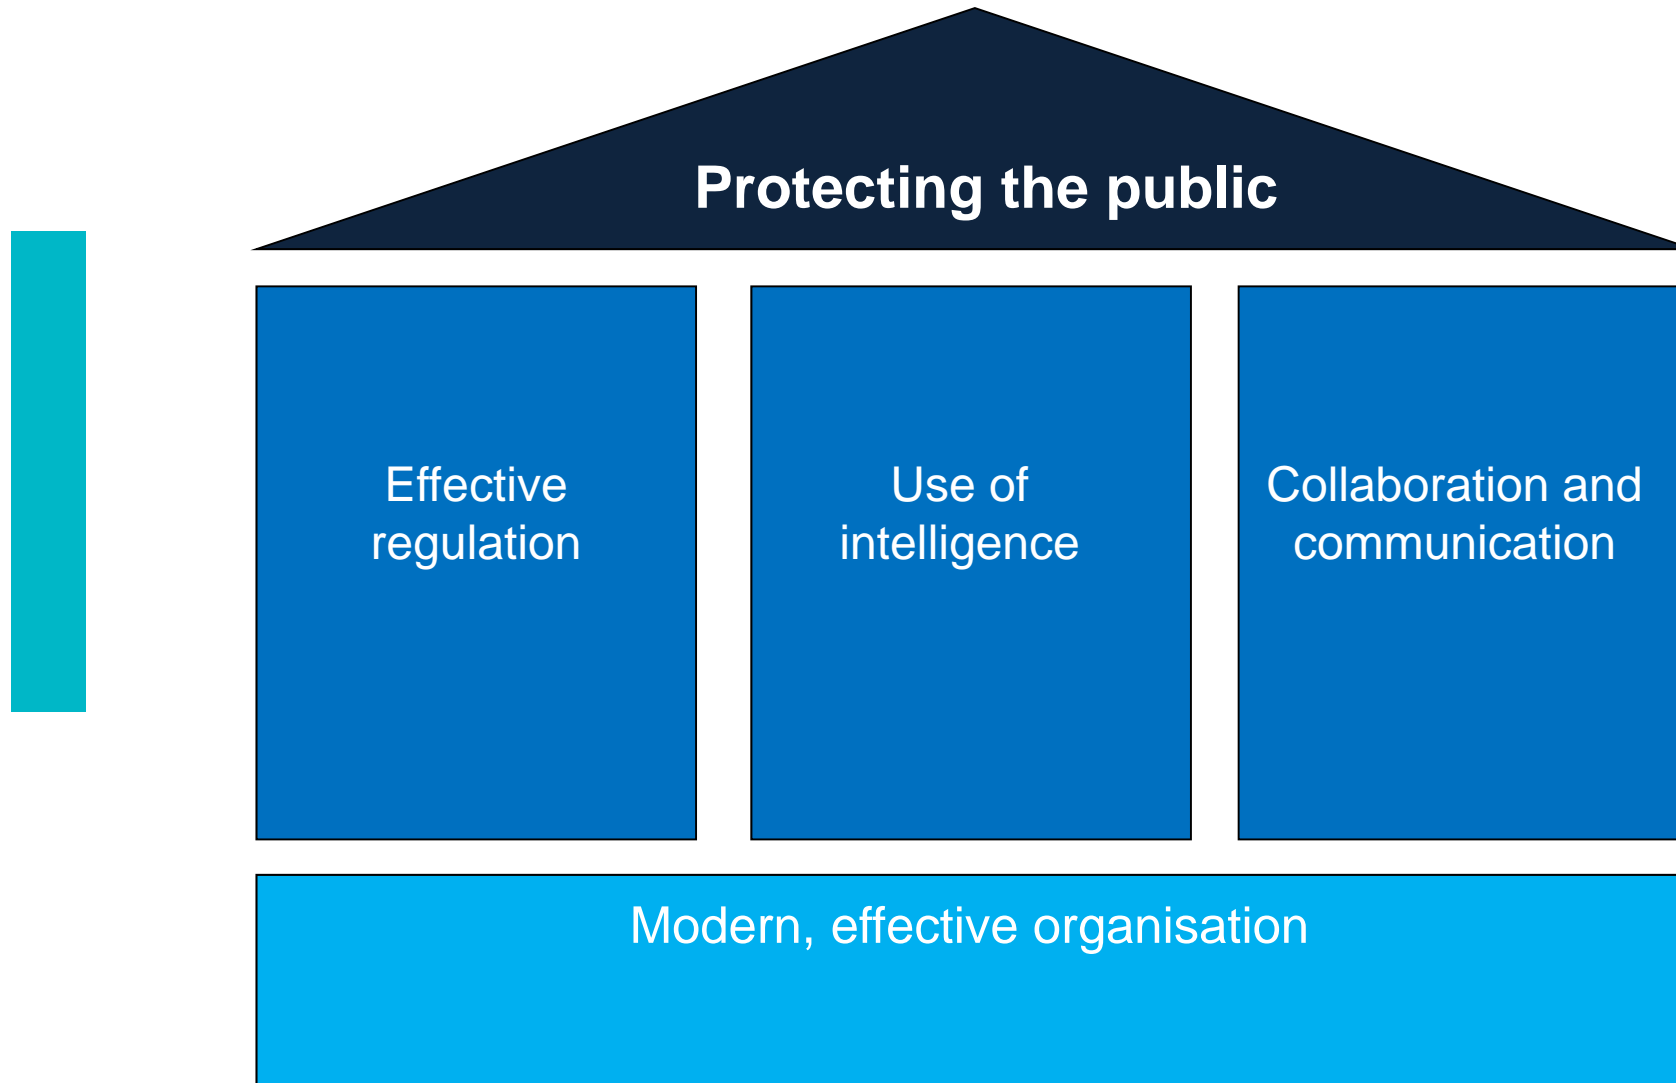 Protecting the public
Effective
regulation
Use of
intelligence
Collaboration and
communication
Modern, effective organisation